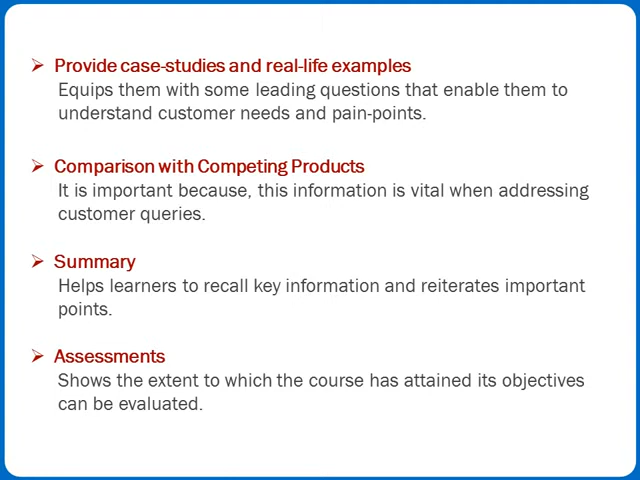 ➢ Provide case-studies and real-life examples
Equips them with some leading questions that enable them to
understand customer needs and pain-points.
➢ Comparison with Competing Products
It is important because, this information is vital when addressing
customer queries.
➢ Summary
Helps learners to recall key information and reiterates important
points.
➢ Assessments
Shows the extent to which the course has attained its objectives
can be evaluated.